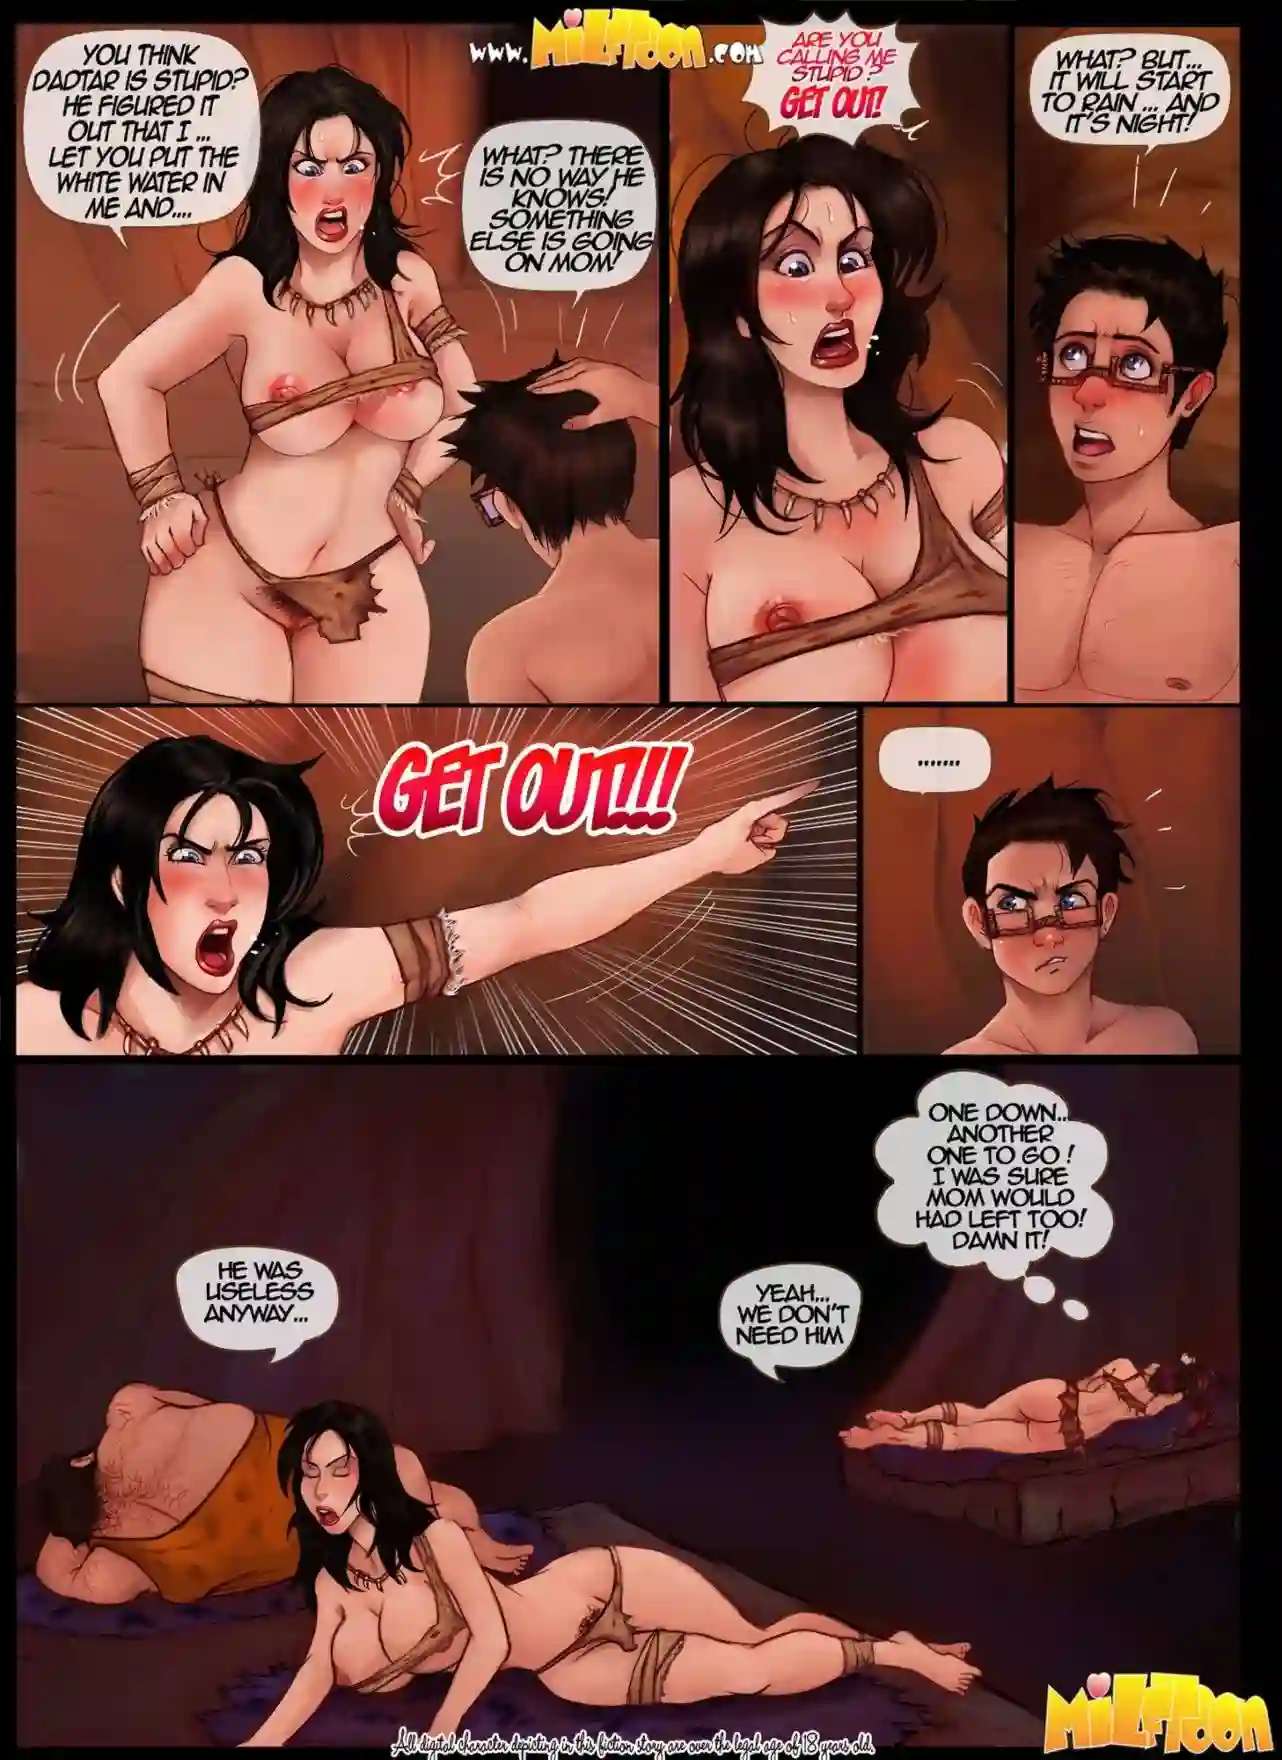 www.MilfToon.com
YOU THINK
DADTAR IS STUPID?
HE FIGURED IT
OUT THAT I ...
LET YOU PUT THE
WHITE WATER IN
ME AND....
WHAT? THERE
IS NO WAY HE
KNOWS!
SOMETHING
ELSE IS GOING
ON MOM!
ARE YOU
CALLING ME
STUPID?
GET OUT!
WHAT? BUT...
IT WILL START
TO RAIN ... AND
IT'S NIGHT!
GET OUT!!!
.......
HE WAS
USELESS
ANYWAY...
YEAH...
WE DON'T
NEED HIM
ONE DOWN...
ANOTHER
ONE TO GO!
I WAS SURE
MOM WOULD
HAD LEFT TOO!
DAMN IT!
MilfToon
All digital character depicting in this fiction story are over the legal age of 18 years old.